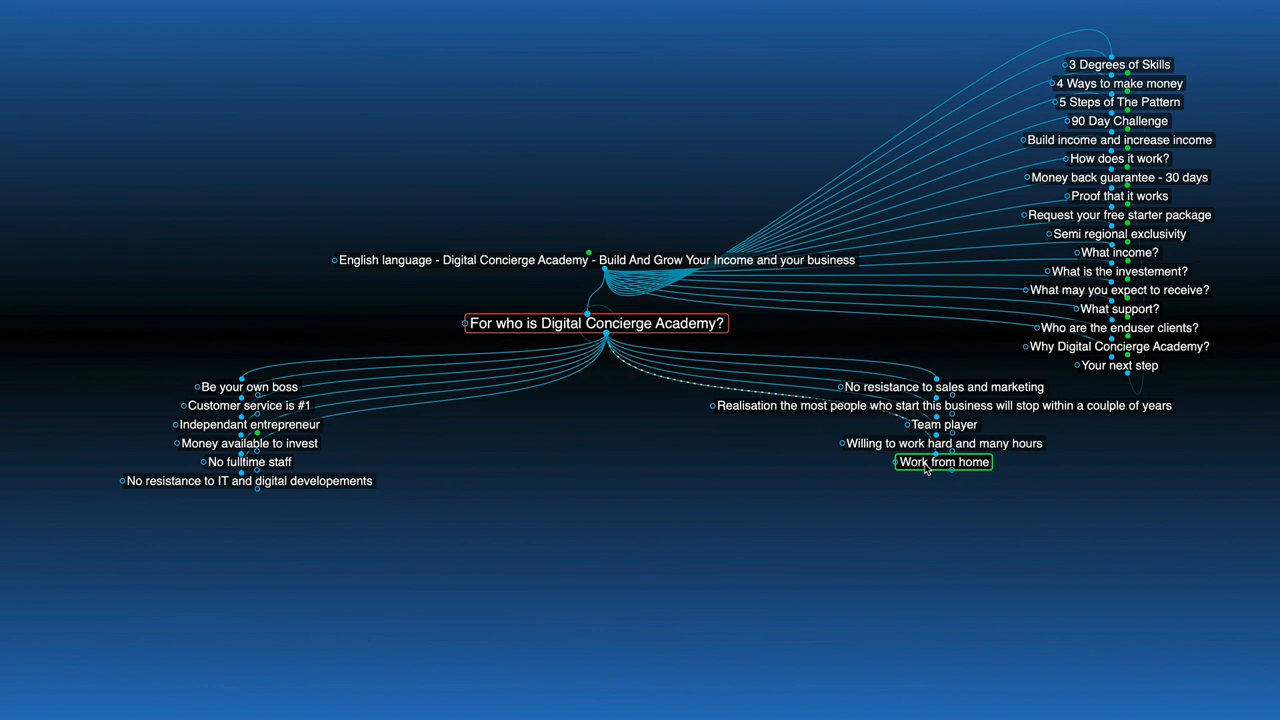 3 Degrees of Skills
4 Ways to make money
5 Steps of The Pattern
90 Day Challenge
Build income and increase income
How does it work?
Money back guarantee - 30 days
Proof that it works
Request your free starter package
Semi regional exclusivity
What income?
What is the investement?
What may you expect to receive?
What support?
Who are the enduser clients?
Why Digital Concierge Academy?
Your next step
English language - Digital Concierge Academy - Build And Grow Your Income and your business
For who is Digital Concierge Academy?
Be your own boss
Customer service is #1
Independant entrepreneur
Money available to invest
No fulltime staff
No resistance to IT and digital developements
No resistance to sales and marketing
Realisation the most people who start this business will stop within a coulple of years
Team player
Willing to work hard and many hours
Work from home